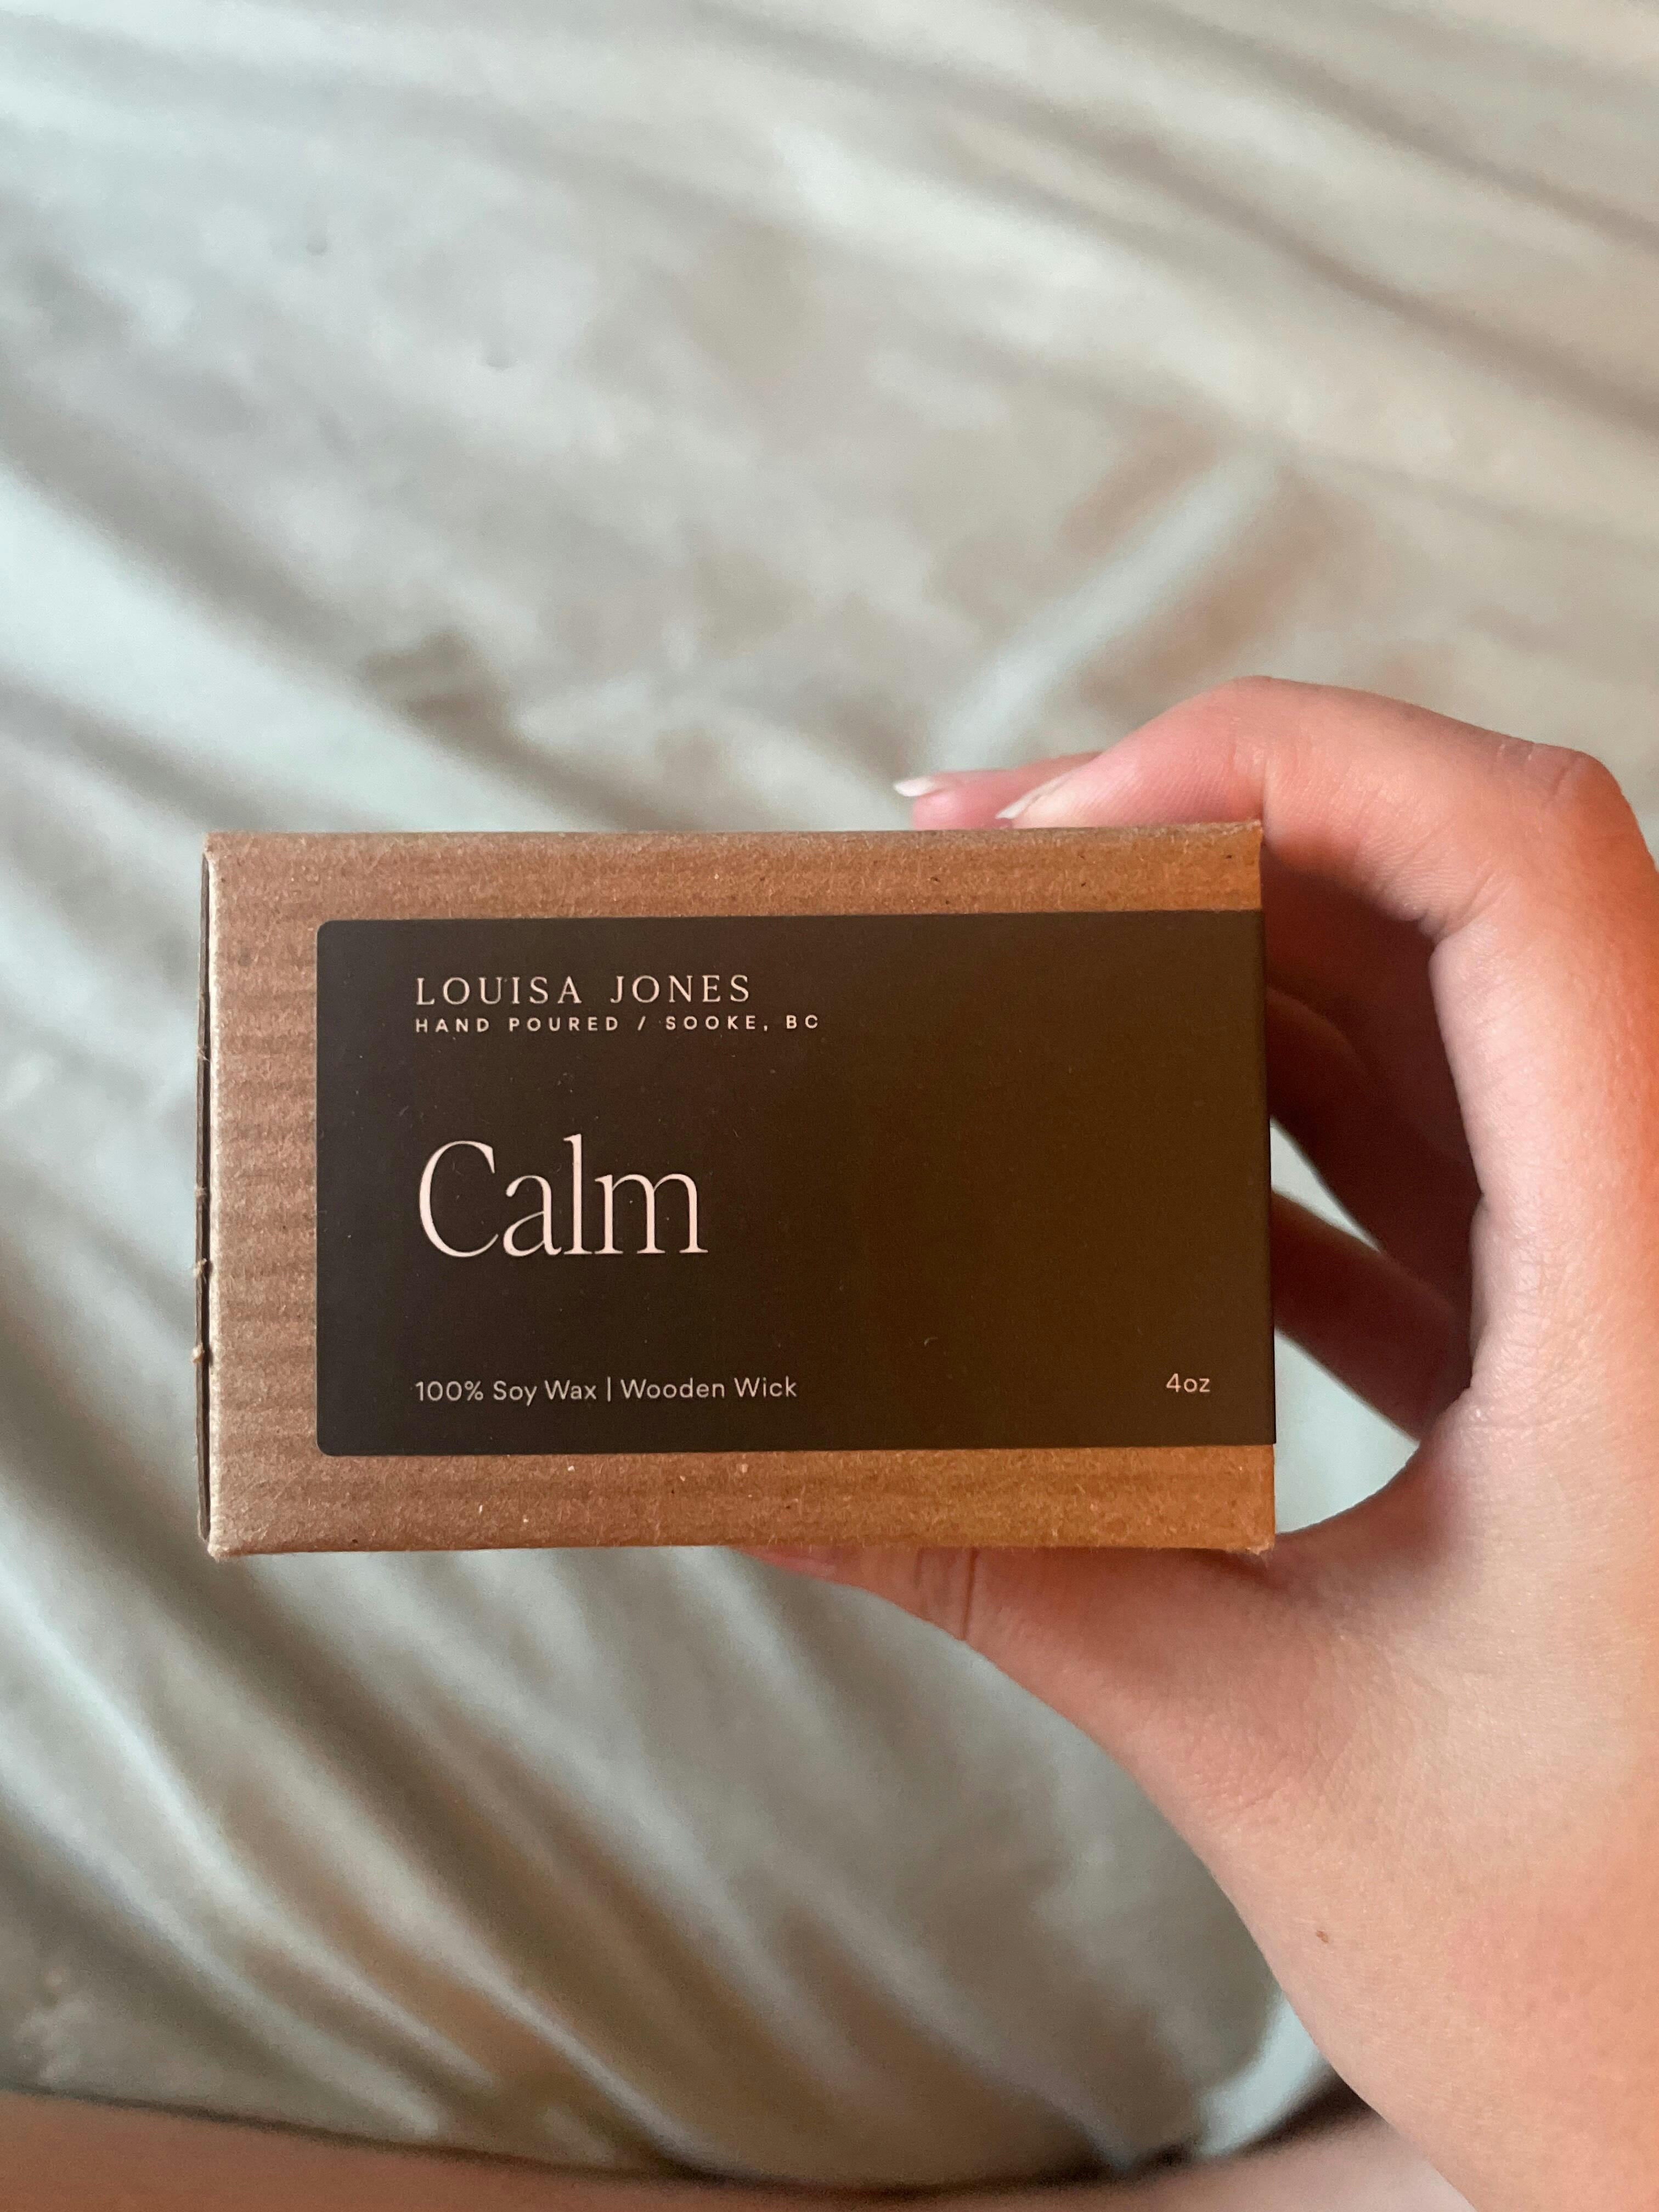 LOUISA JONES
HAND POURED / SOOKE, BC
Calm
100% Soy Wax | Wooden Wick
4oz